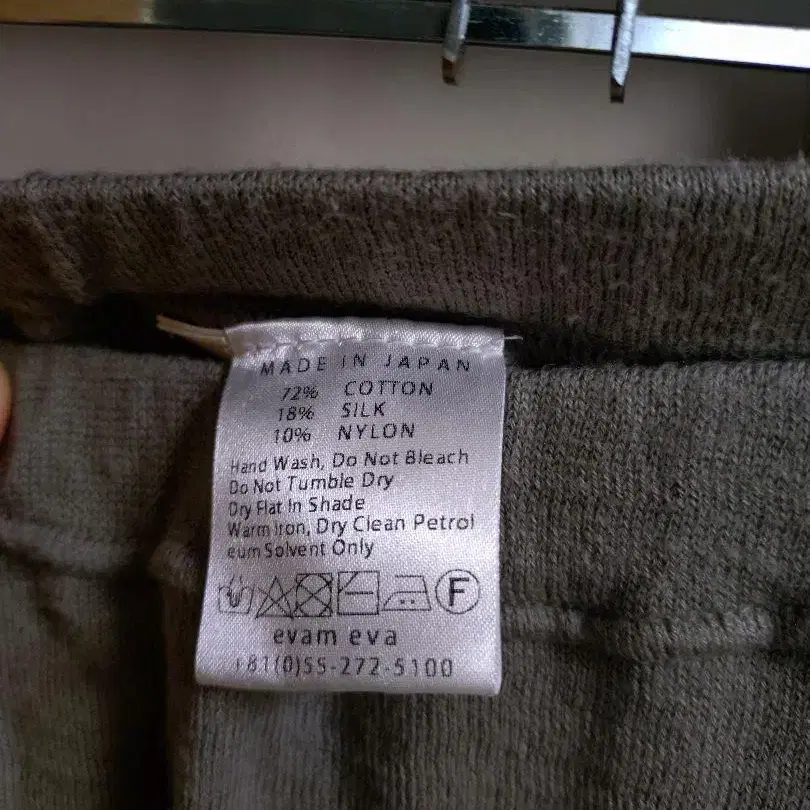 MADE IN JAPAN
72% COTTON
18% SILK
10% NYLON
Hand Wash, Do Not Bleach
Do Not Tumble Dry
Dry Flat In Shade
Warm Iron, Dry Clean Petrol
eum Solvent Only
F
evam eva
+81(0)55-272-5100